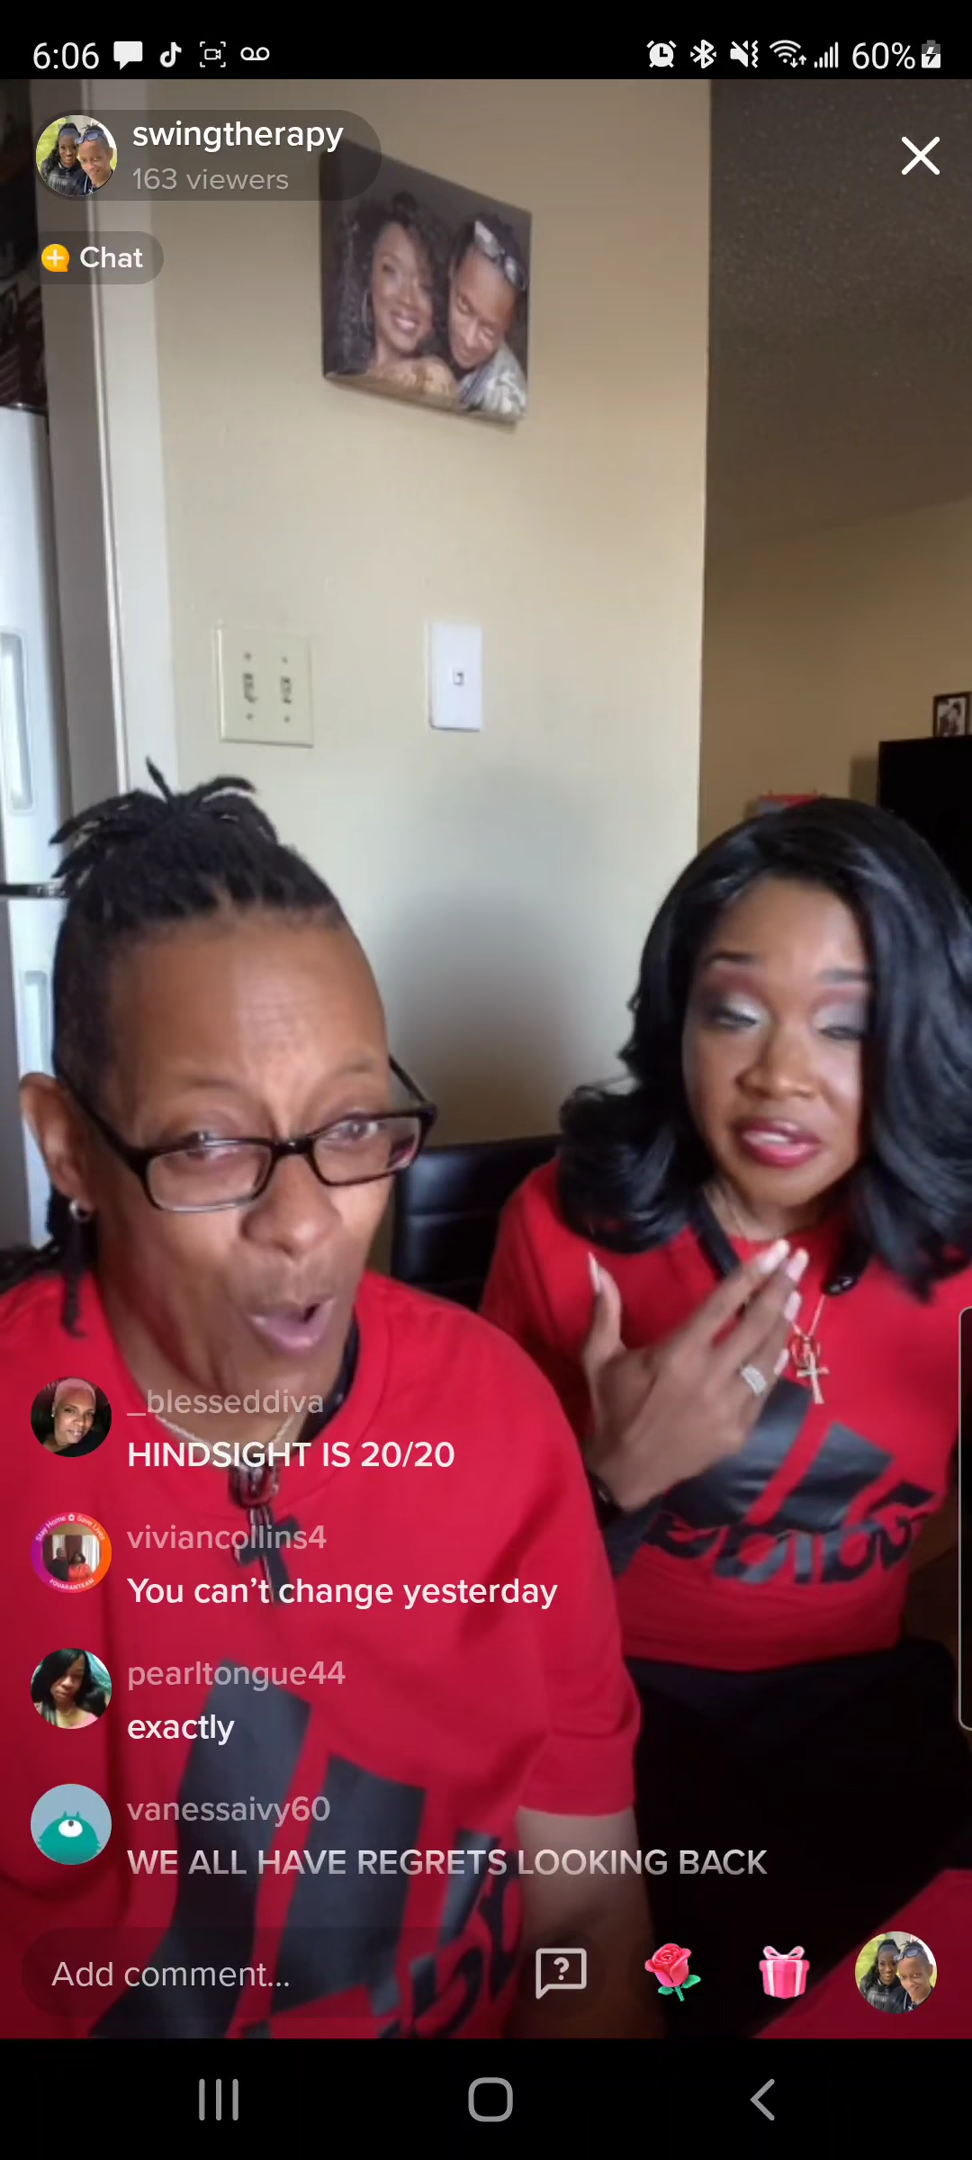 6:06
60%
swingtherapy
163 viewers
Chat
_blesseddiva
HINDSIGHT IS 20/20
viviancollins4
You can't change yesterday
pearltongue44
exactly
vanessaivy60
WE ALL HAVE REGRETS LOOKING BACK
Add comment...